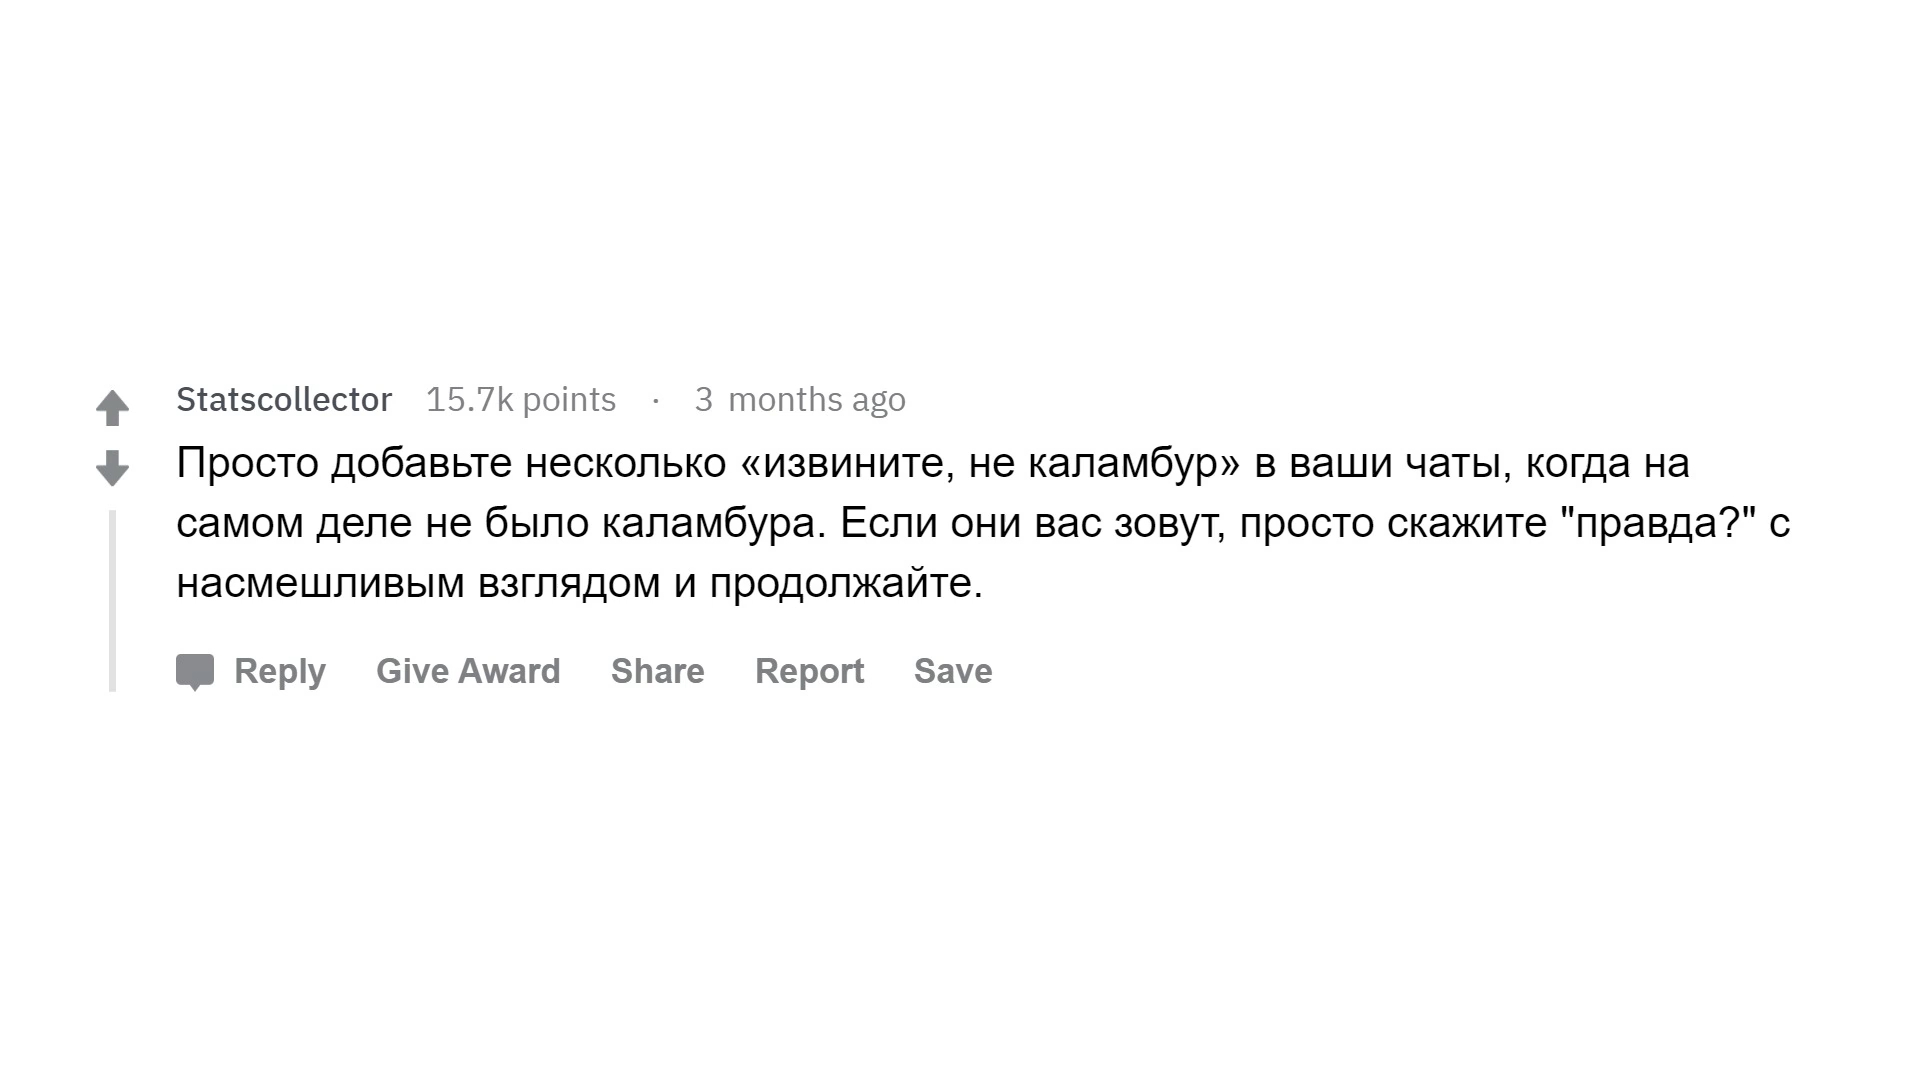 Statscollector 15.7k points · 3 months ago
Просто добавьте несколько «извините, не каламбур» в ваши чаты, когда на
самом деле не было каламбура. Если они вас зовут, просто скажите "правда?" с
насмешливым взглядом и продолжайте.
Reply Give Award Share Report Save